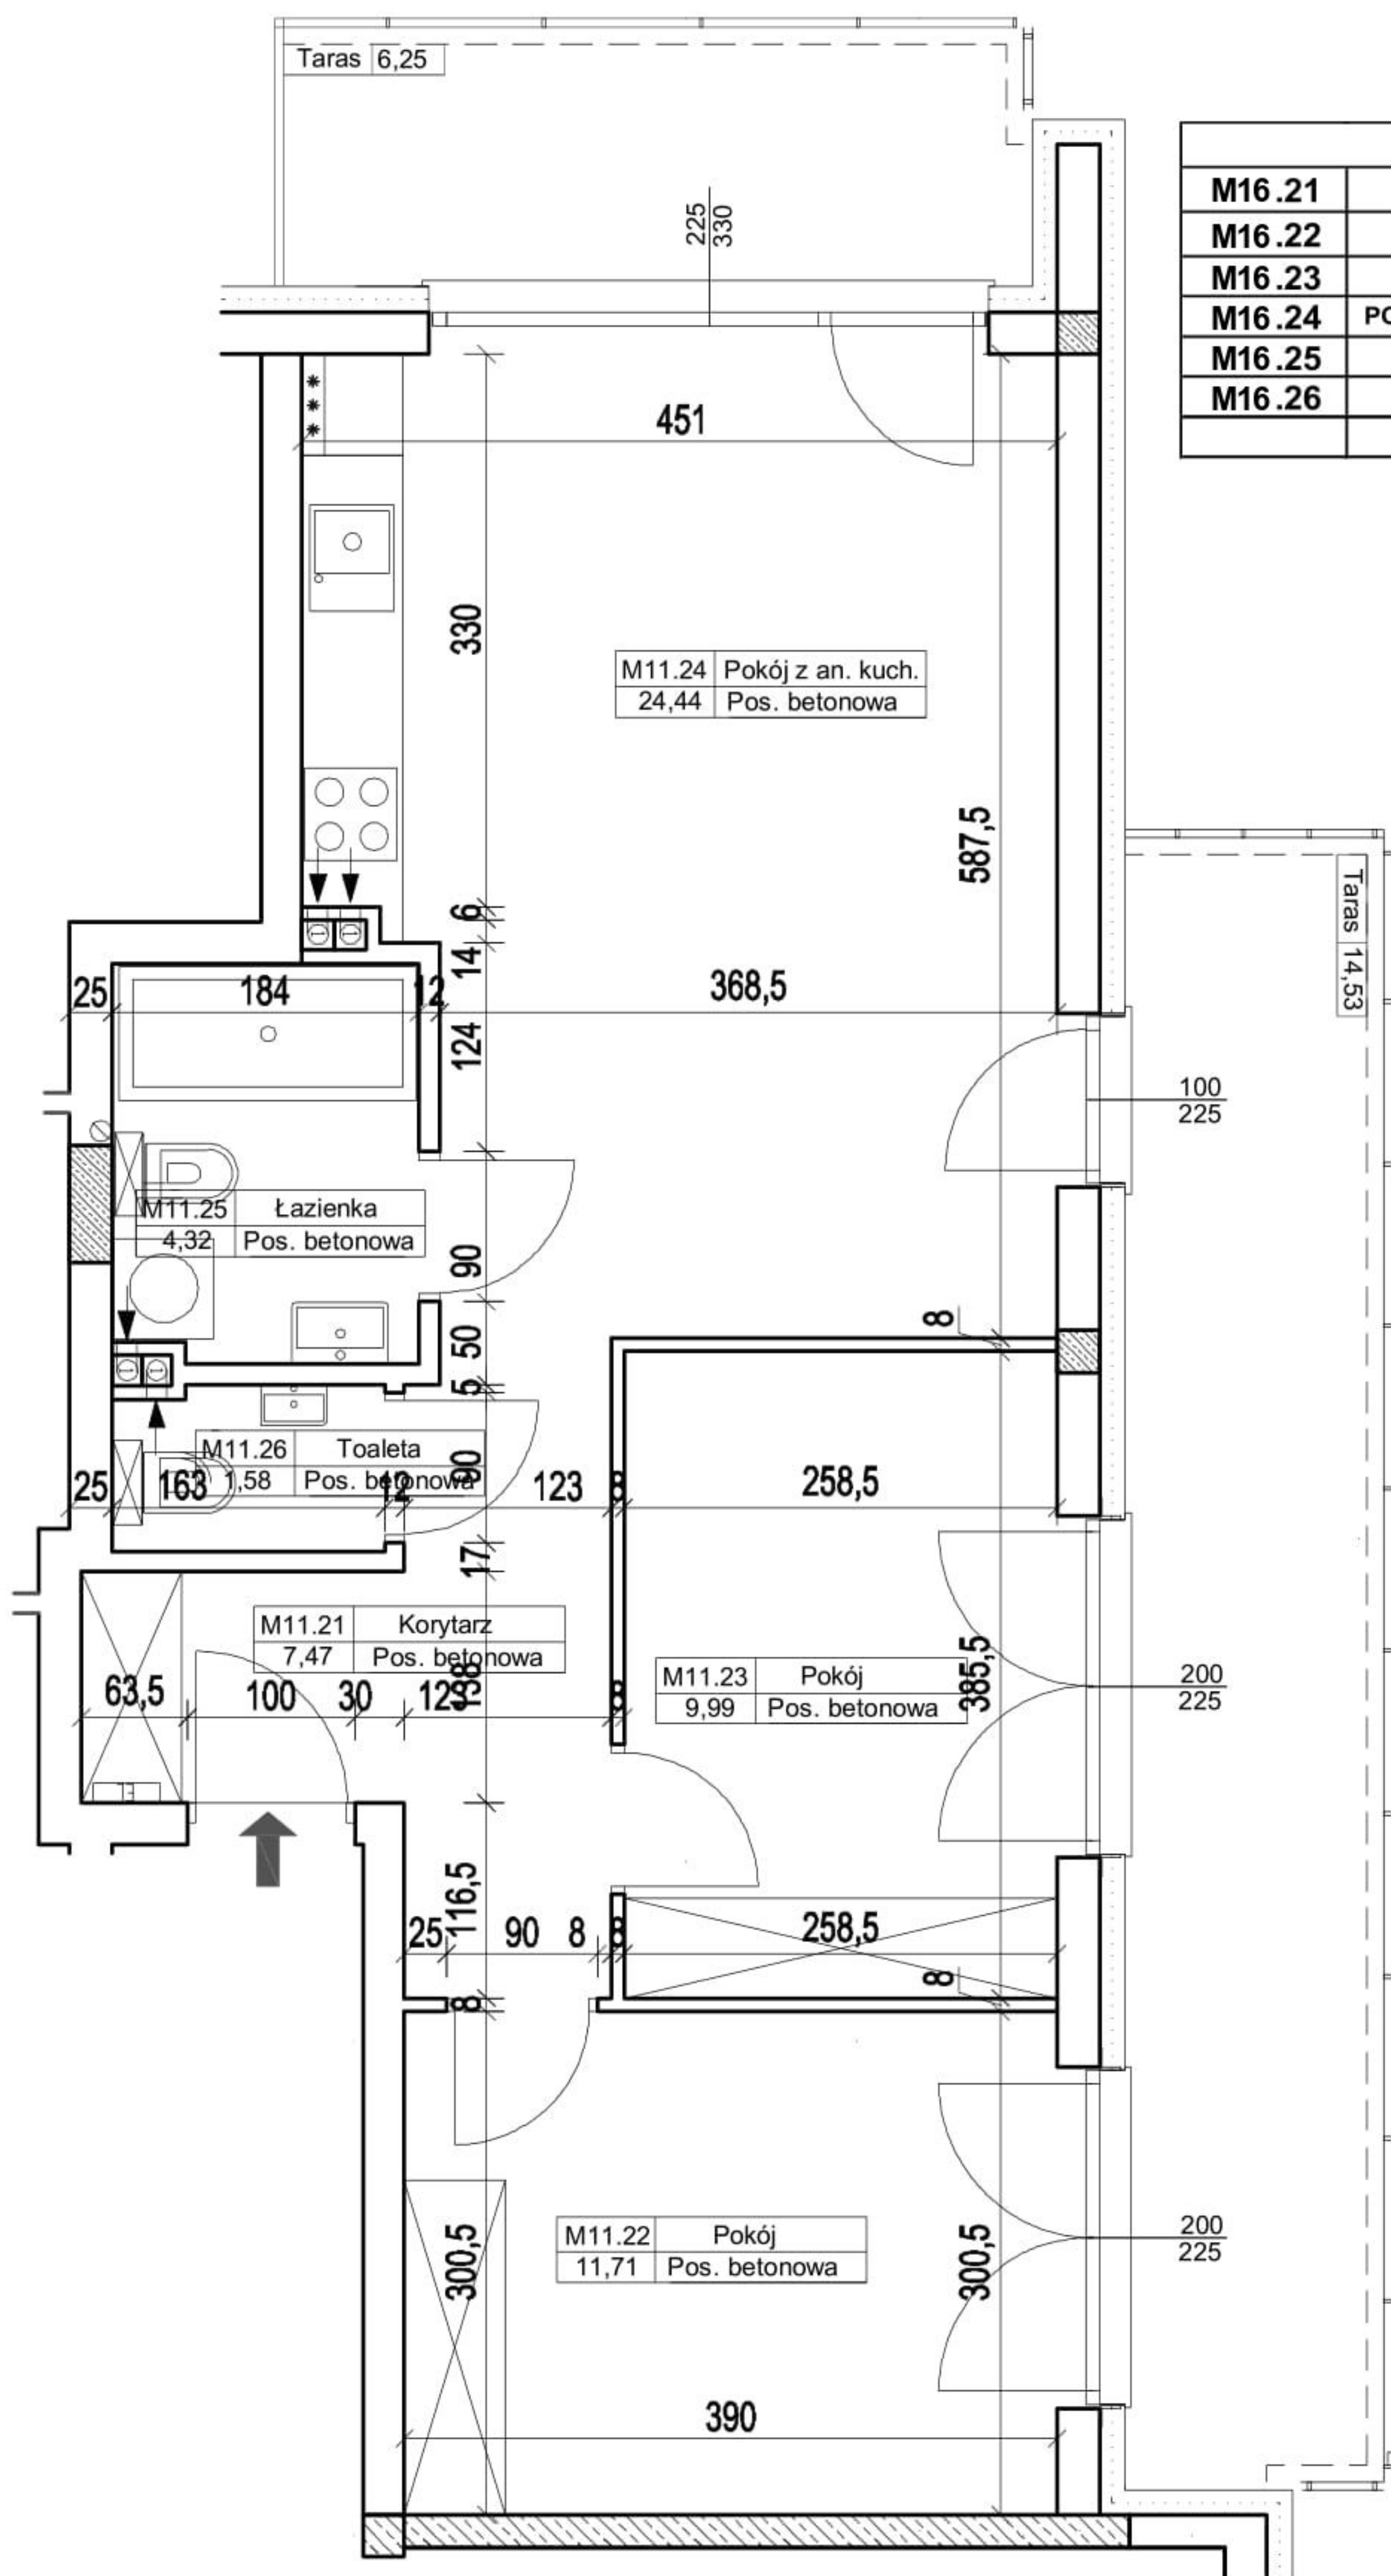 Taras 6,25
225
330
M16.21
M16.22
M16.23
M16.24
M16.25
M16.26
451
330
M11.24 Pokój z an. kuch.
24,44 Pos. betonowa
587,5
Taras 14,53
6
14
25 184 12 368,5
124
100
225
M11.25 Łazienka
4,32 Pos. betonowa
90
8
50
5
M11.26 Toaleta
1,58 Pos. betonowa
90
25 163 12 123 8 258,5
17
M11.21 Korytarz
7,47 Pos. betonowa
138
M11.23 Pokój
9,99 Pos. betonowa
385,5
200
225
63,5 100 30 123 8
116,5
25 90 8 8 258,5
8
8
M11.22 Pokój
11,71 Pos. betonowa
300,5
300,5
200
225
390